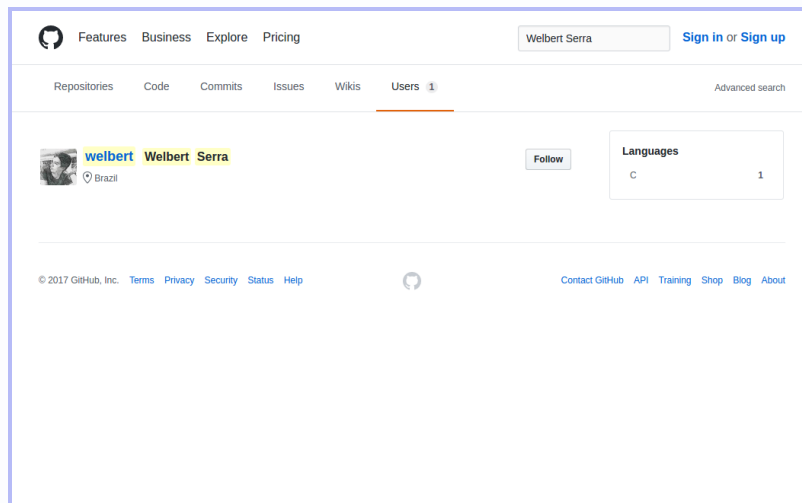 Features Business Explore Pricing Welbert Serra Sign in or Sign up
Repositories Code Commits Issues Wikis Users 1 Advanced search
welbert Welbert Serra
Brazil
Follow
Languages
C 1
© 2017 GitHub, Inc. Terms Privacy Security Status Help Contact GitHub API Training Shop Blog About